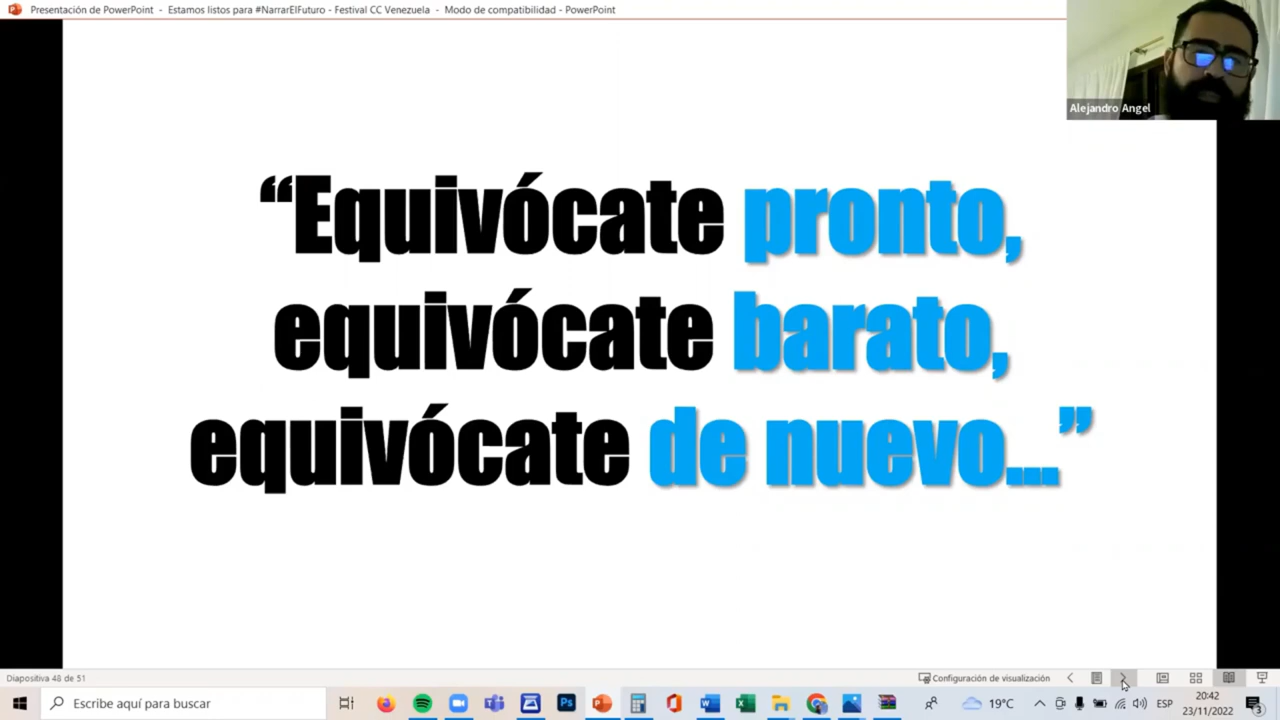 Presentación de PowerPoint - Estamos listos para #NarrarElFuturo - Festival CC Venezuela - Modo de compatibilidad - PowerPoint
Alejandro Angel
“Equivócate pronto,
equivócate barato,
equivócate de nuevo...”
Diapositiva 48 de 51
Configuración de visualización
Escribe aquí para buscar
19°C
ESP
20:42
23/11/2022
3